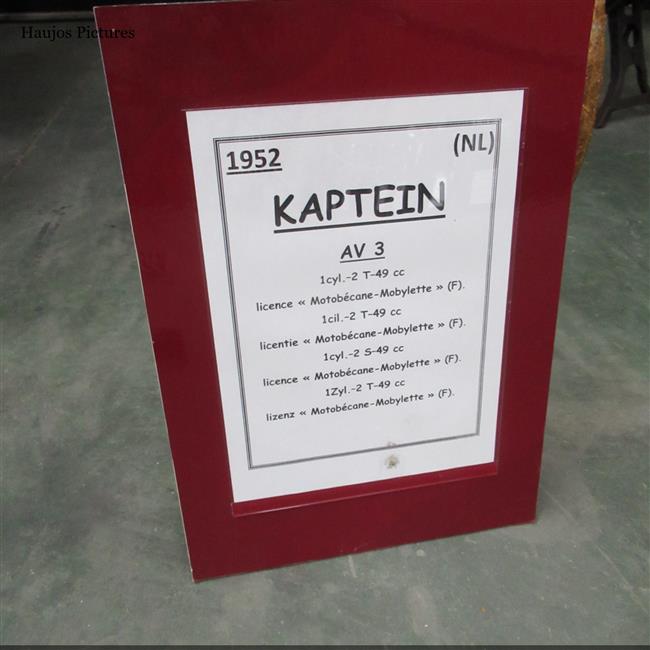 Haujos Pictures
1952 (NL)
KAPTEIN
AV 3
1cyl.-2 T-49 cc
licence « Motobécane-Mobylette » (F).
1cil.-2 T-49 cc
licentie « Motobécane-Mobylette » (F).
1cyl.-2 S-49 cc
licence « Motobécane-Mobylette » (F).
1Zyl.-2 T-49 cc
lizenz « Motobécane-Mobylette » (F).